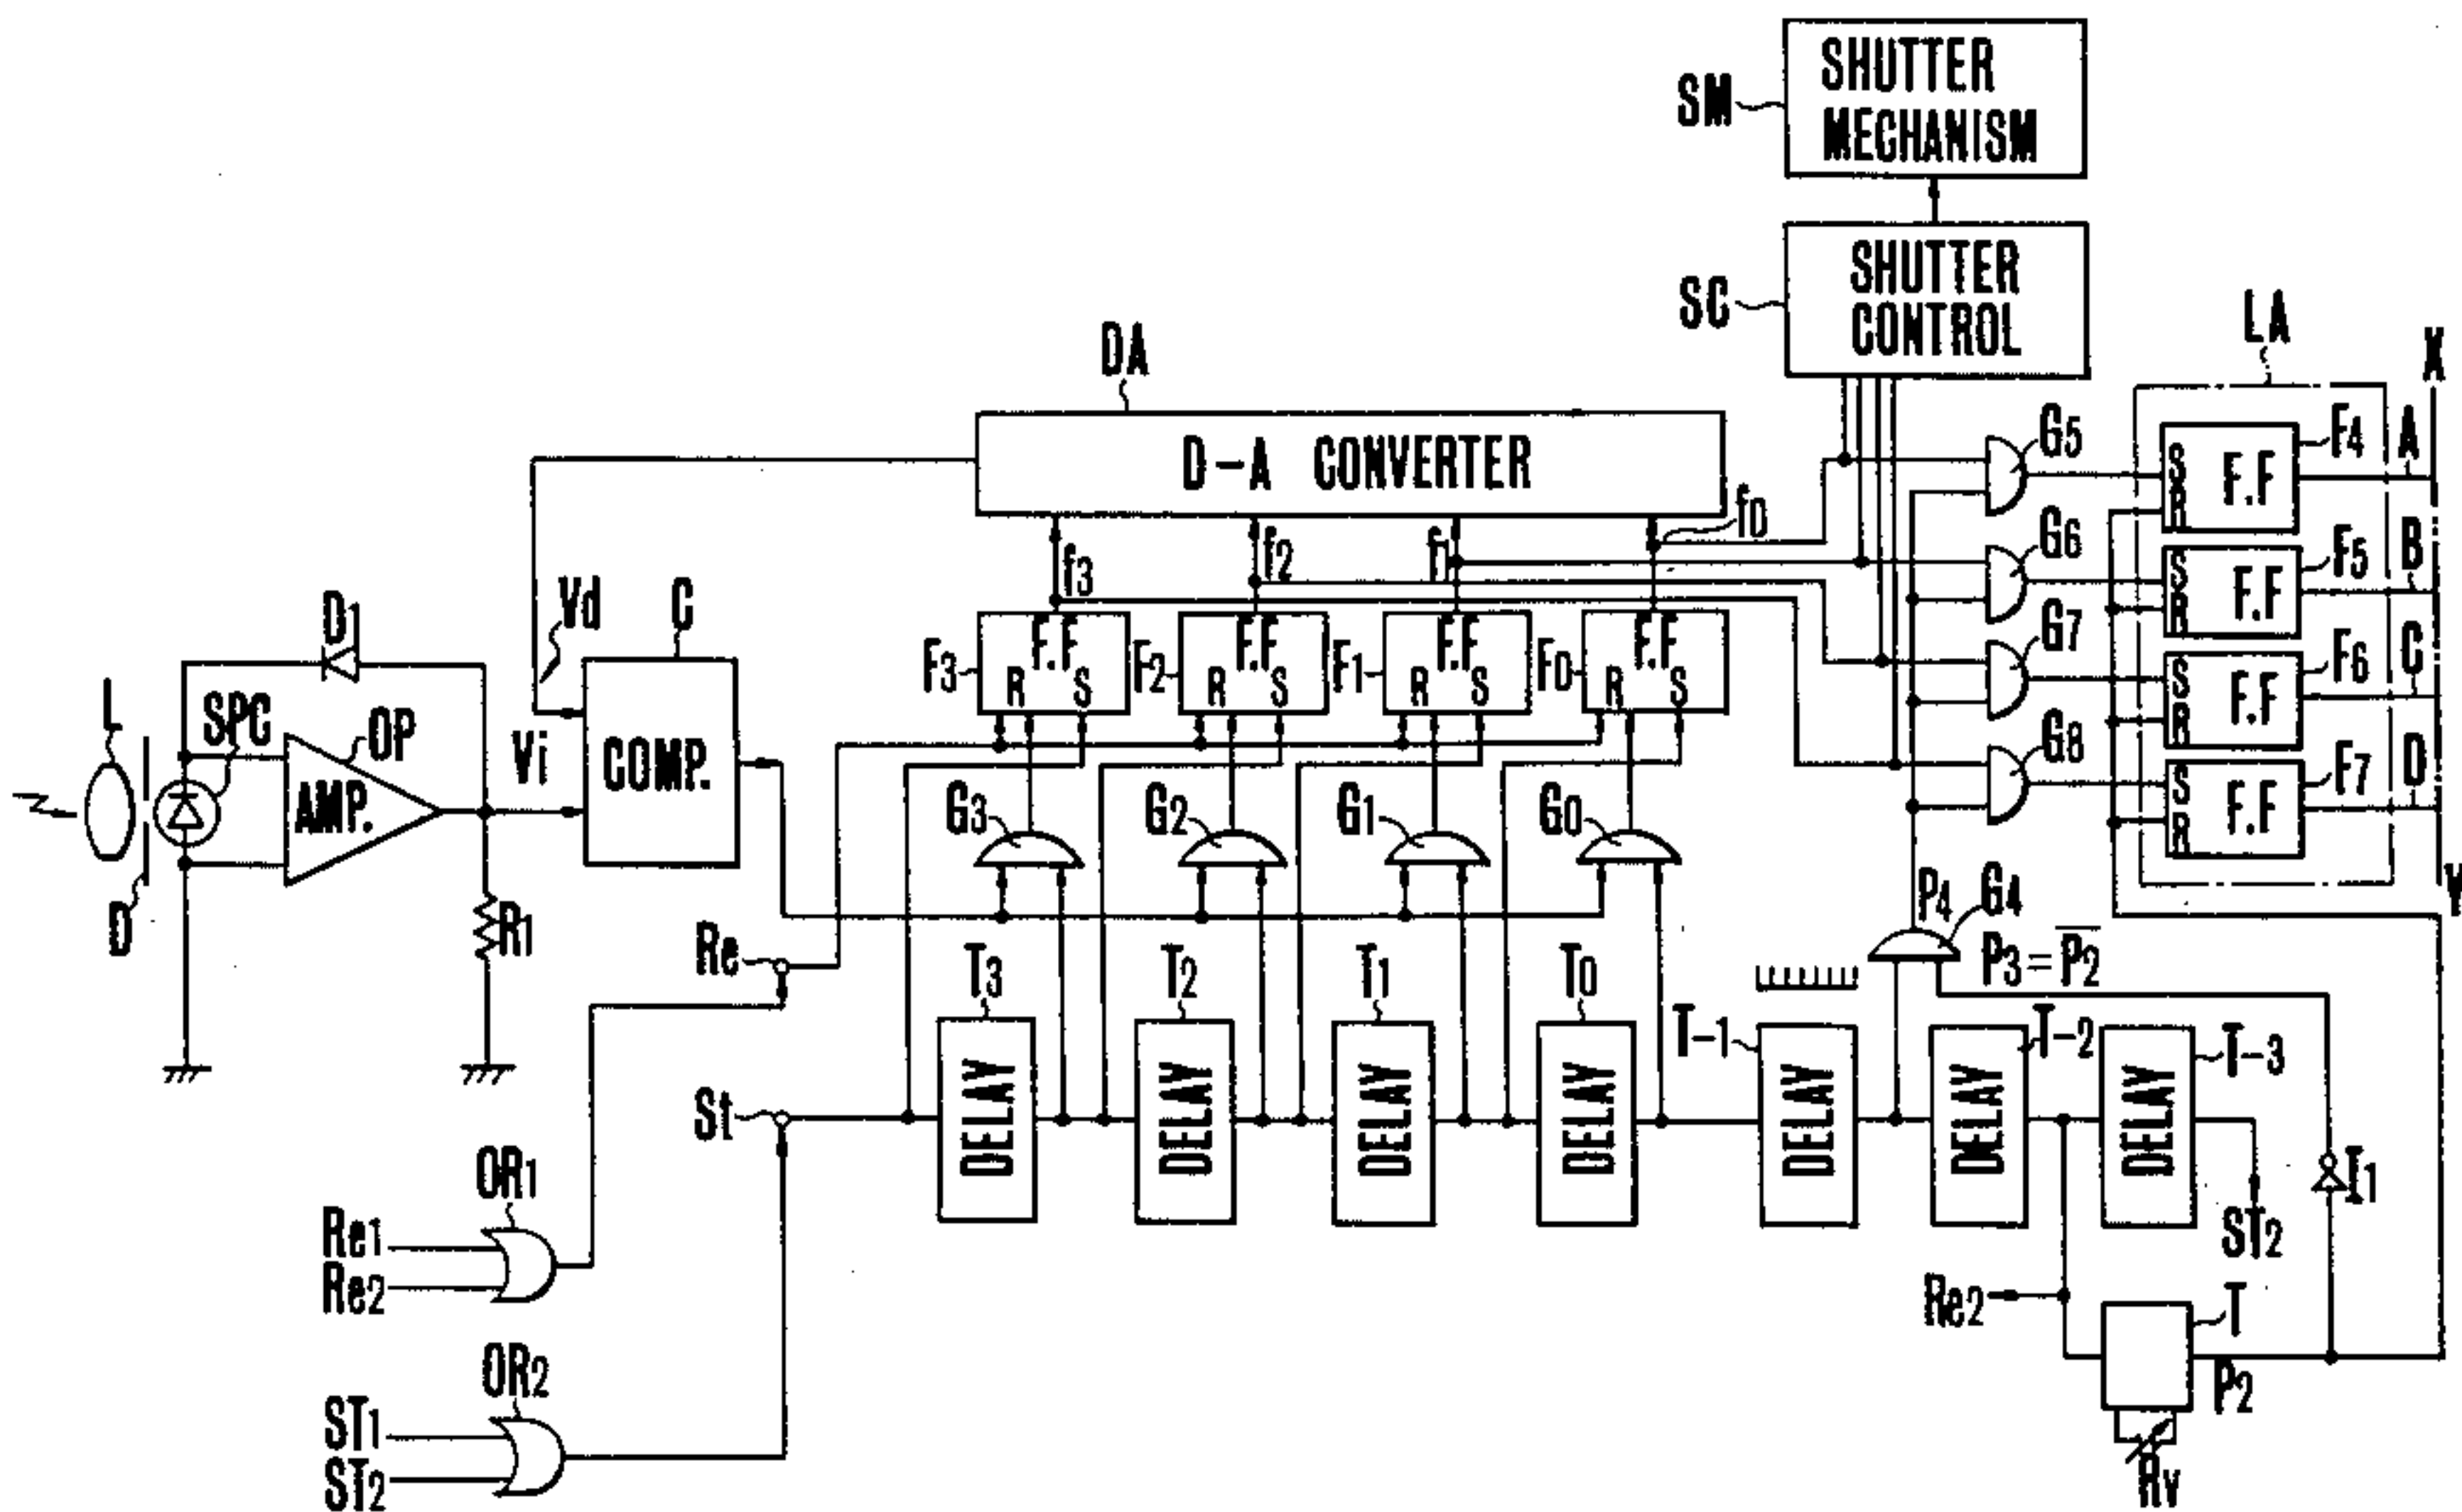 SM
SHUTTER
MECHANISM
SC
SHUTTER
CONTROL
LA
X
DA
D-A CONVERTER
G5
S
R
F.F
F4
A
f3
f2
f1
f0
G6
S
R
F.F
F5
B
D1
Vd
C
G7
S
R
F.F
F6
C
F3
F.F
R
S
F2
F.F
R
S
F1
F.F
R
S
F0
F.F
R
S
L
SPC
OP
AMP.
Vi
COMP.
G8
S
R
F.F
F7
D
G3
G2
G1
G0
D
R1
P4
G4
Y
P3=P̅2̅
Re
T3
T2
T1
T0
T-1
T-2
T-3
St
DELAY
DELAY
DELAY
DELAY
DELAY
DELAY
DELAY
I1
OR1
Re1
Re2
ST2
Re2
T
P2
OR2
ST1
ST2
Rv